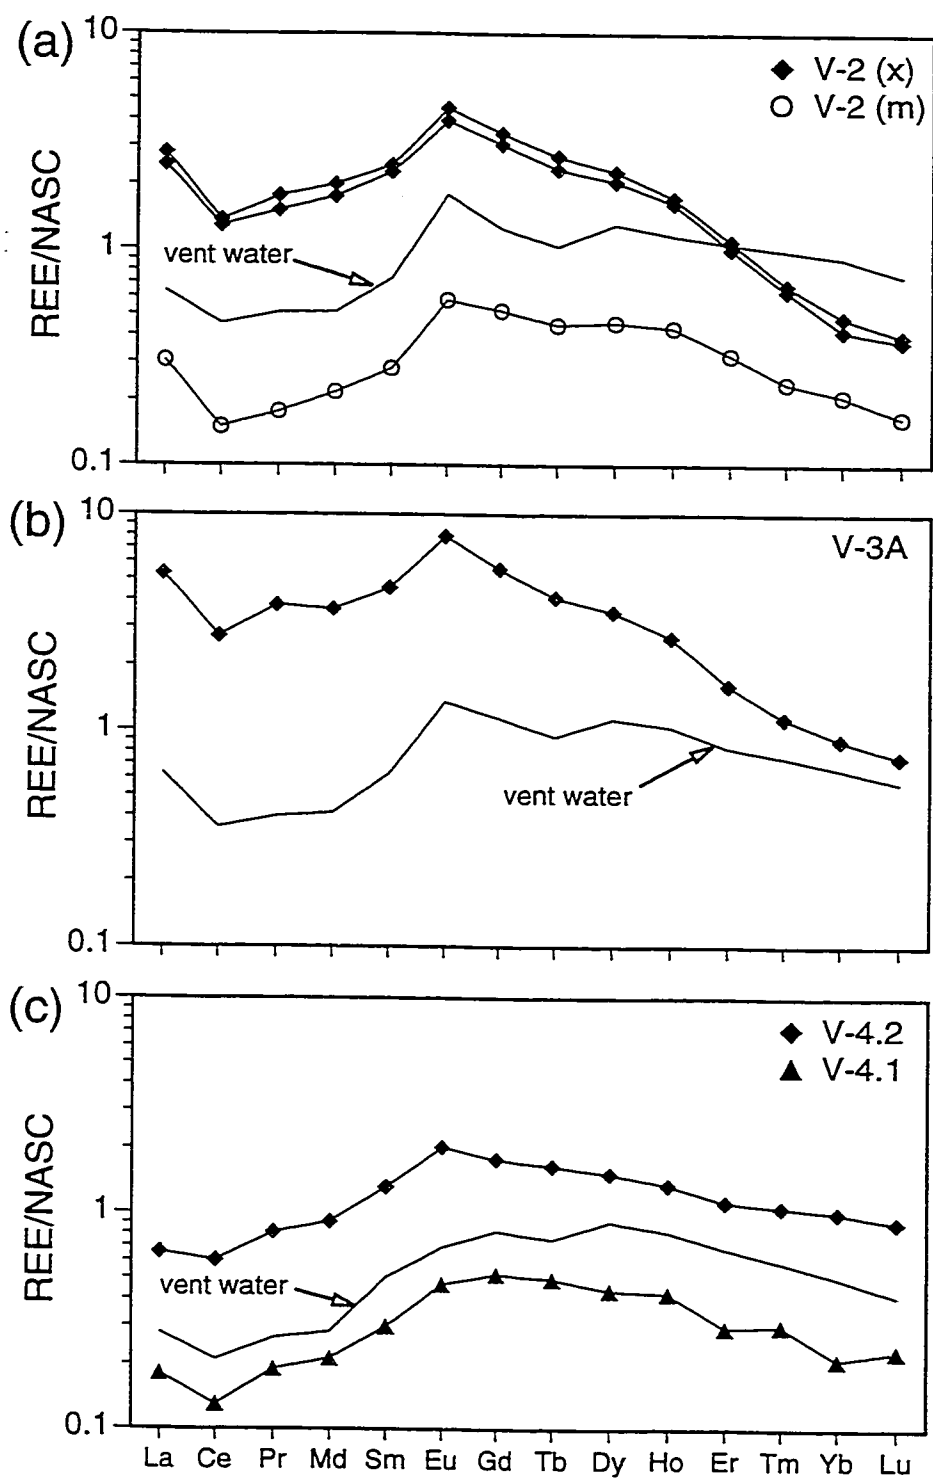 (a)
10
1
0.1
REE/NASC
V-2 (x)
V-2 (m)
vent water
(b)
10
1
0.1
REE/NASC
V-3A
vent water
(c)
10
1
0.1
REE/NASC
V-4.2
V-4.1
vent water
La Ce Pr Md Sm Eu Gd Tb Dy Ho Er Tm Yb Lu